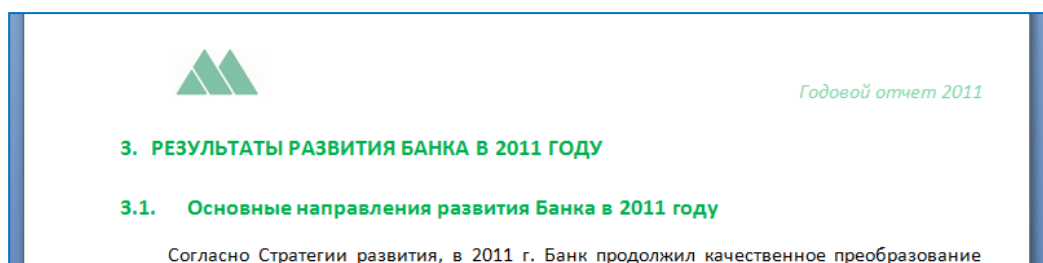 Годовой отчет 2011
3. РЕЗУЛЬТАТЫ РАЗВИТИЯ БАНКА В 2011 ГОДУ
3.1. Основные направления развития Банка в 2011 году
Согласно Стратегии развития, в 2011 г. Банк продолжил качественное преобразование